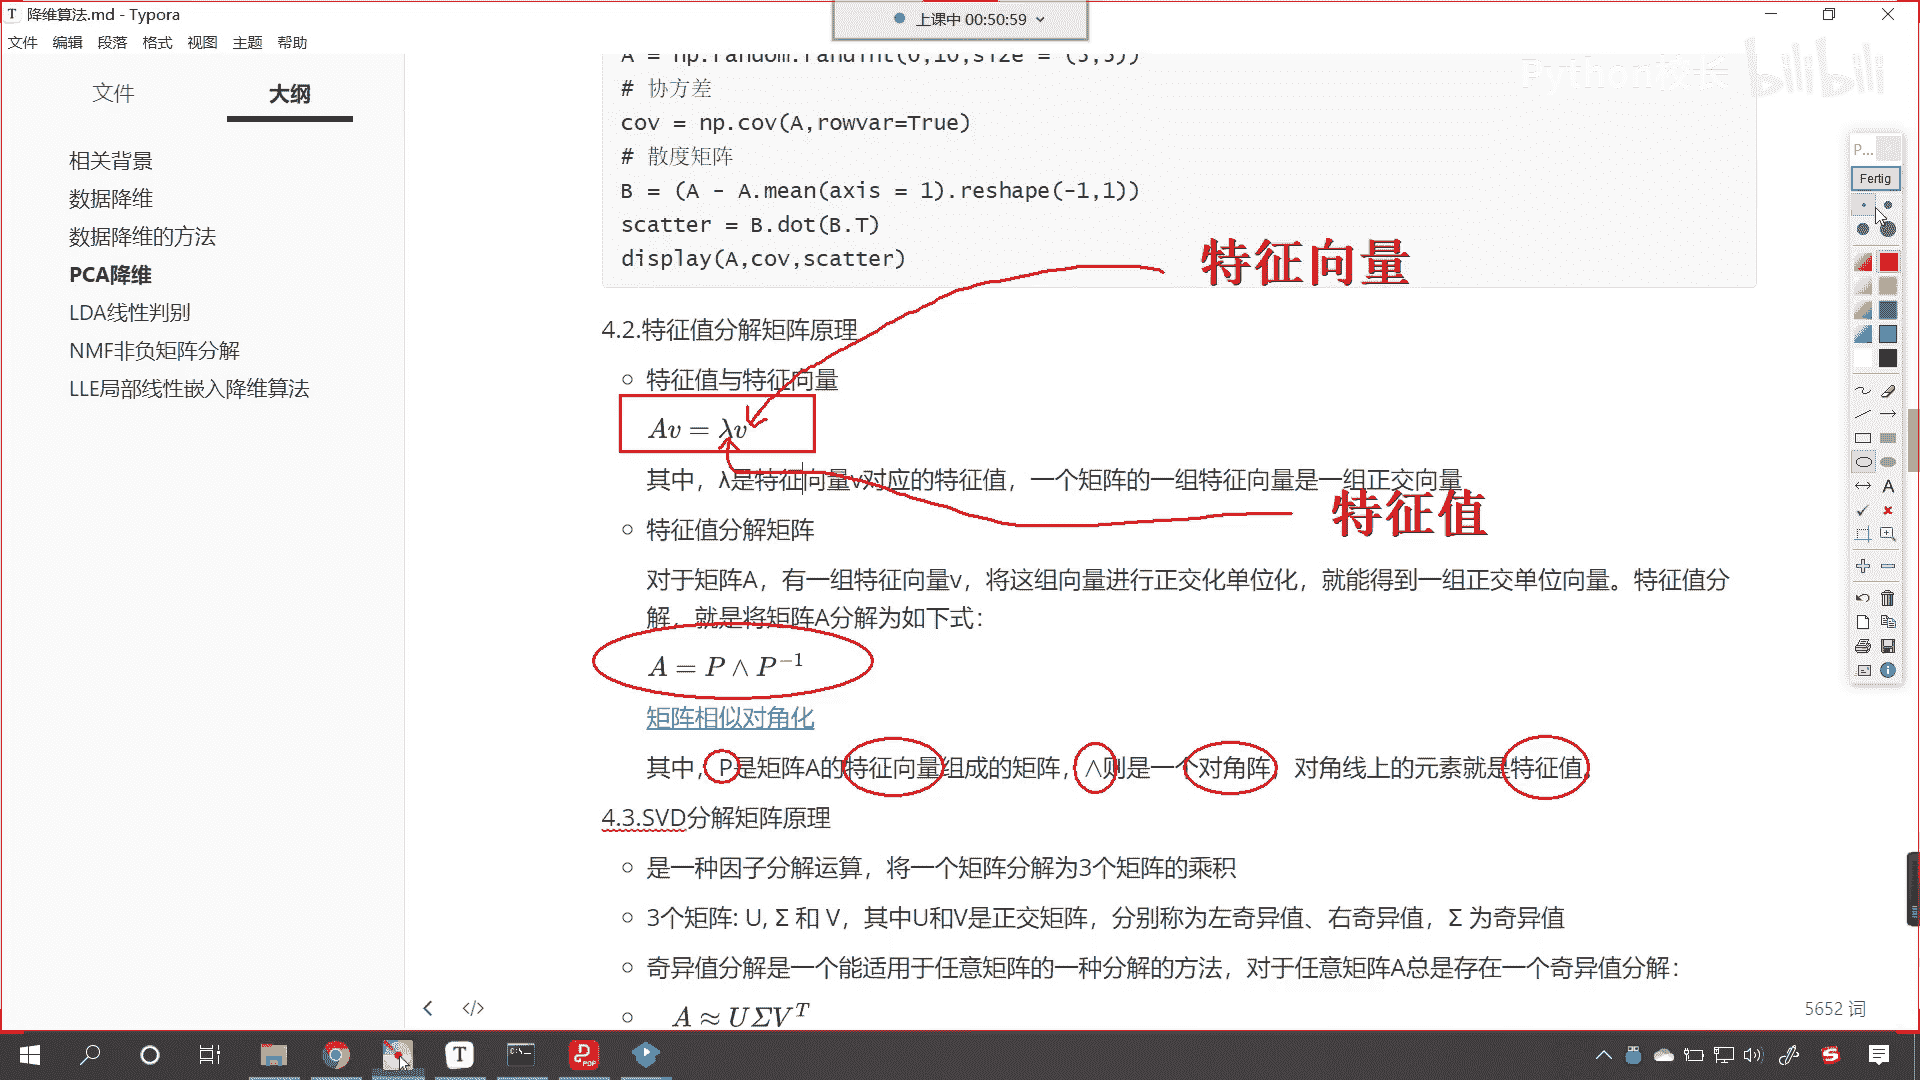 降维算法.md - Typora
上课中 00:50:59
文件 编辑 段落 格式 视图 主题 帮助
文件 大纲
相关背景
数据降维
数据降维的方法
PCA降维
LDA线性判别
NMF非负矩阵分解
LLE局部线性嵌入降维算法
Python校长 bilibili
A = np.random.randint(0,10,size = (3,3))
# 协方差
cov = np.cov(A,rowvar=True)
# 散度矩阵
B = (A - A.mean(axis = 1).reshape(-1,1))
scatter = B.dot(B.T)
display(A,cov,scatter)
特征向量
4.2.特征值分解矩阵原理
特征值与特征向量
Av = λv
其中，λ是特征向量v对应的特征值，一个矩阵的一组特征向量是一组正交向量
特征值
特征值分解矩阵
对于矩阵A，有一组特征向量v，将这组向量进行正交化单位化，就能得到一组正交单位向量。特征值分
解，就是将矩阵A分解为如下式：
A = P ∧ P⁻¹
矩阵相似对角化
其中，P是矩阵A的特征向量组成的矩阵，∧则是一个对角阵，对角线上的元素就是特征值。
4.3.SVD分解矩阵原理
是一种因子分解运算，将一个矩阵分解为3个矩阵的乘积
3个矩阵: U, Σ 和 V，其中U和V是正交矩阵，分别称为左奇异值、右奇异值，Σ 为奇异值
奇异值分解是一个能适用于任意矩阵的一种分解的方法，对于任意矩阵A总是存在一个奇异值分解：
A ≈ UΣVᵀ
5652 词
P...
Fertig